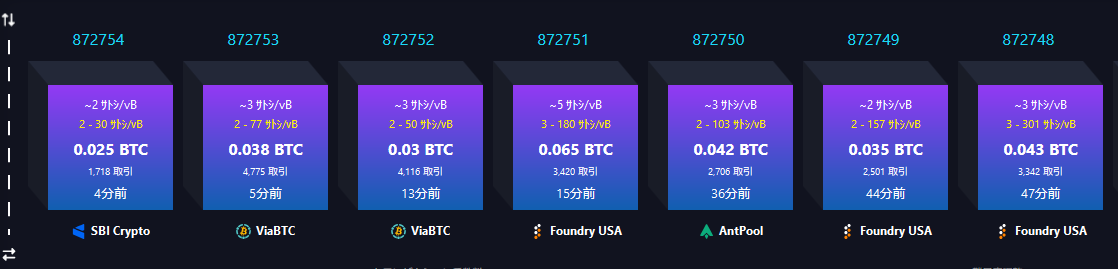 872754
~2 サトシ/vB
2 - 30 サトシ/vB
0.025 BTC
1,718 取引
4分前
SBI Crypto
872753
~3 サトシ/vB
2 - 77 サトシ/vB
0.038 BTC
4,775 取引
5分前
ViaBTC
872752
~3 サトシ/vB
2 - 50 サトシ/vB
0.03 BTC
4,116 取引
13分前
ViaBTC
872751
~5 サトシ/vB
3 - 180 サトシ/vB
0.065 BTC
3,420 取引
15分前
Foundry USA
872750
~3 サトシ/vB
2 - 103 サトシ/vB
0.042 BTC
2,706 取引
36分前
AntPool
872749
~2 サトシ/vB
2 - 157 サトシ/vB
0.035 BTC
2,501 取引
44分前
Foundry USA
872748
~3 サトシ/vB
3 - 301 サトシ/vB
0.043 BTC
3,342 取引
47分前
Foundry USA